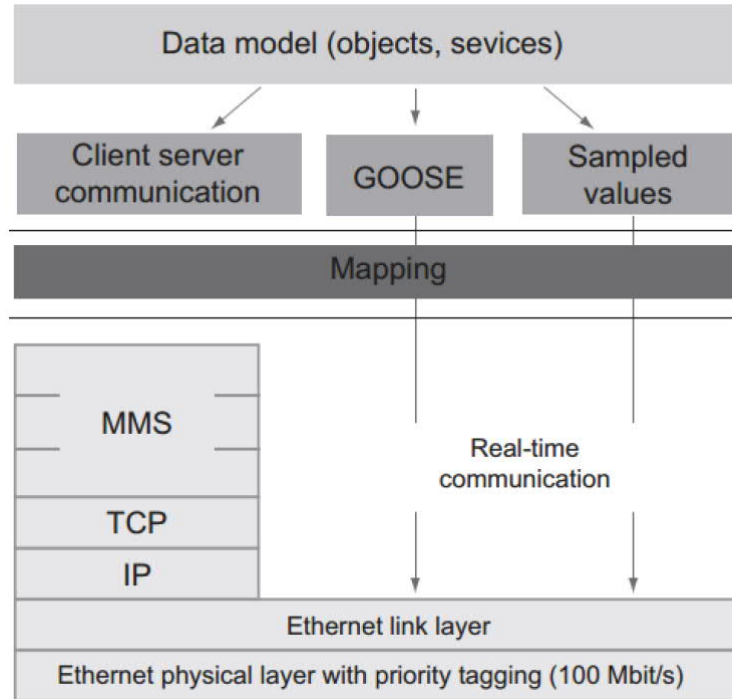 Data model (objects, sevices)
Client server
communication
GOOSE
Sampled
values
Mapping
MMS
Real-time
communication
TCP
IP
Ethernet link layer
Ethernet physical layer with priority tagging (100 Mbit/s)